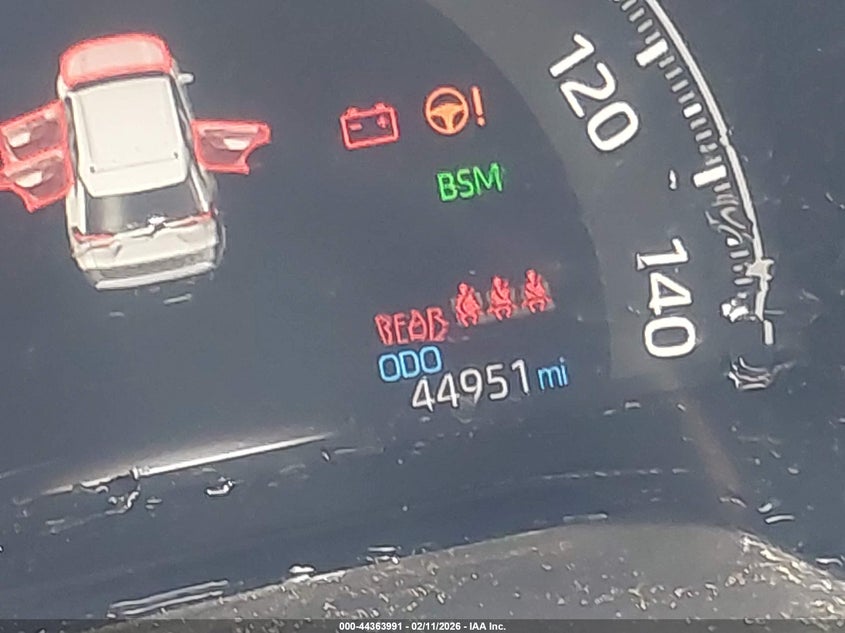 120
!
BSM
140
REAR
ODO
44951 mi
000-44363991 - 02/11/2026 - IAA Inc.